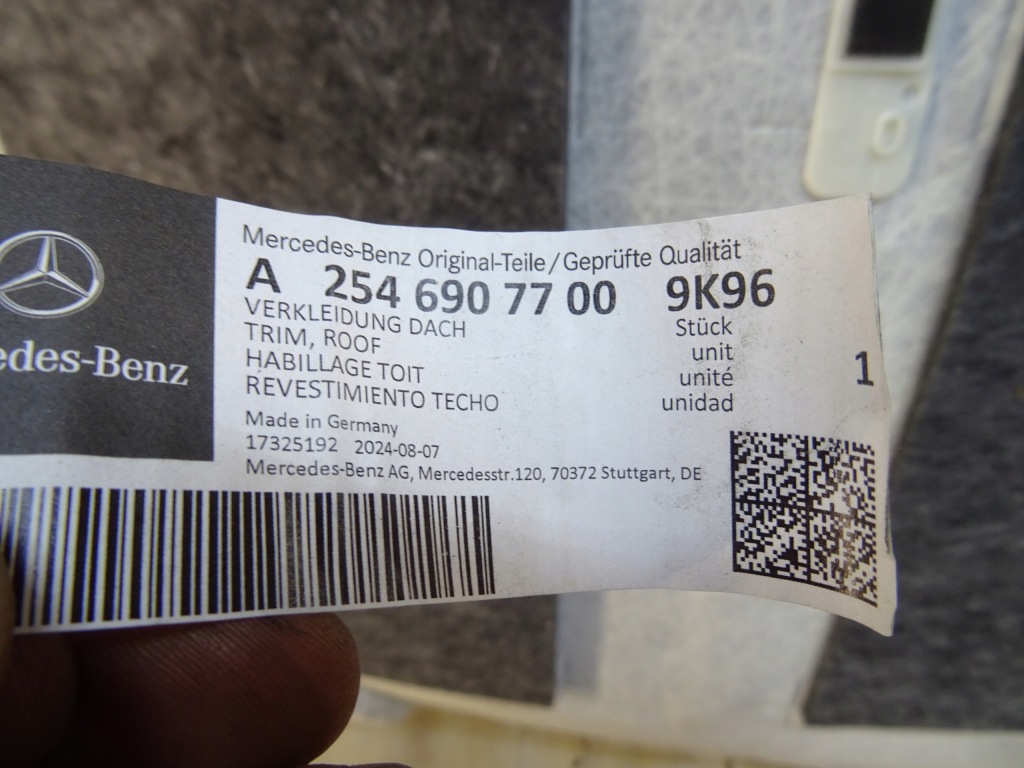 Mercedes-Benz Original-Teile/Geprüfte Qualität
A 254 690 77 00 9K96
VERKLEIDUNG DACH
TRIM, ROOF
HABILLAGE TOIT
REVESTIMIENTO TECHO
Stück
unit
unité
unidad
1
Made in Germany
17325192 2024-08-07
Mercedes-Benz AG, Mercedesstr.120, 70372 Stuttgart, DE
edes-Benz